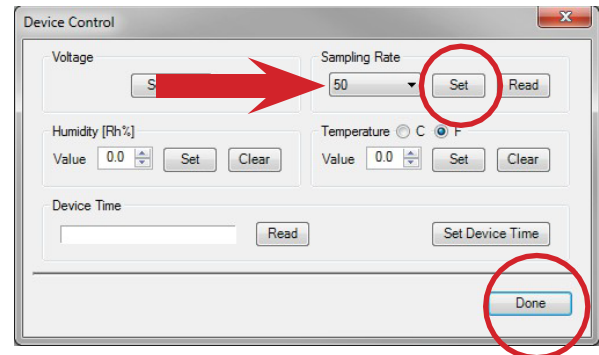 Device Control
Voltage
Sampling Rate
50 Set Read
Humidity [Rh%]
Value 0.0 Set Clear
Temperature C F
Value 0.0 Set Clear
Device Time
Read Set Device Time
Done